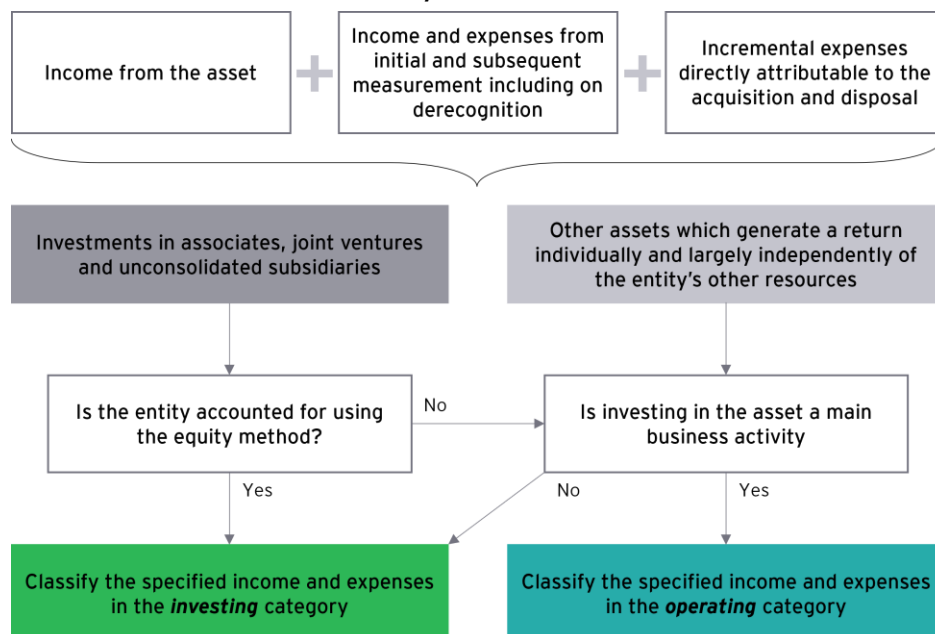 Income from the asset
Income and expenses from
initial and subsequent
measurement including on
derecognition
Incremental expenses
directly attributable to the
acquisition and disposal
Investments in associates, joint ventures
and unconsolidated subsidiaries
Other assets which generate a return
individually and largely independently of
the entity's other resources
Is the entity accounted for using
the equity method?
No
Is investing in the asset a main
business activity
Yes
No
Yes
Classify the specified income and expenses
in the investing category
Classify the specified income and expenses
in the operating category